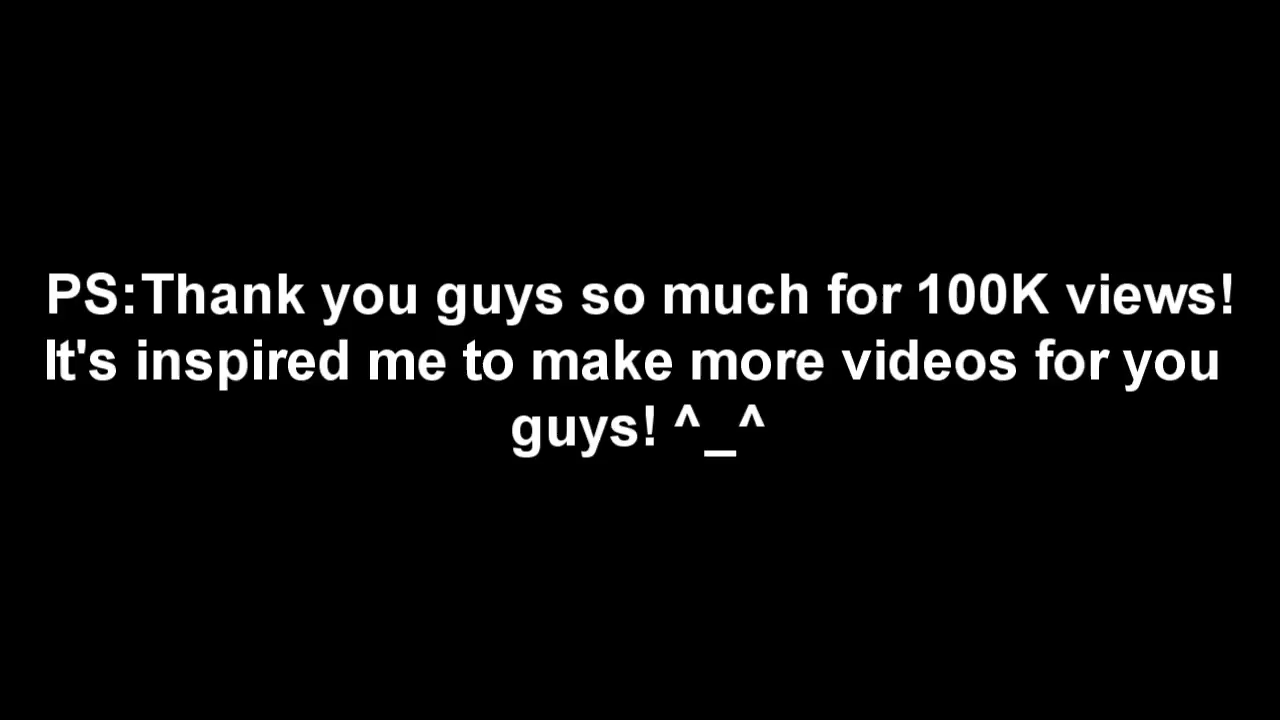 PS:Thank you guys so much for 100K views!
It's inspired me to make more videos for you
guys! ^_^